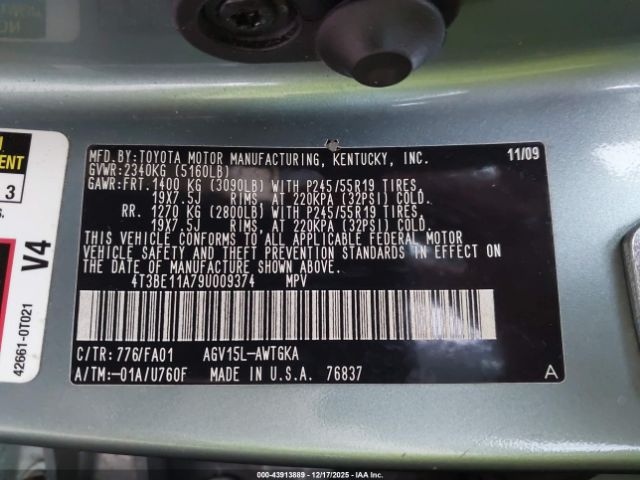 MFD.BY:TOYOTA MOTOR MANUFACTURING, KENTUCKY, INC. 11/09
GVWR:2340KG (5160LB)
GAWR:FRT.1400 KG (3090LB) WITH P245/55R19 TIRES,
19X7.5J RIMS, AT 220KPA (32PSI) COLD.
RR. 1270 KG (2800LB) WITH P245/55R19 TIRES,
19X7.5J RIMS, AT 220KPA (32PSI) COLD.
THIS VEHICLE CONFORMS TO ALL APPLICABLE FEDERAL MOTOR
VEHICLE SAFETY AND THEFT PREVENTION STANDARDS IN EFFECT ON
THE DATE OF MANUFACTURE SHOWN ABOVE.
4T3BE11A79U009374 MPV
C/TR:776/FA01 AGV15L-AWTGKA
A/TM:-01A/U760F MADE IN U.S.A. 76837 A
3
V4
42661-0T021
000-43913889 - 12/17/2025 - IAA Inc.